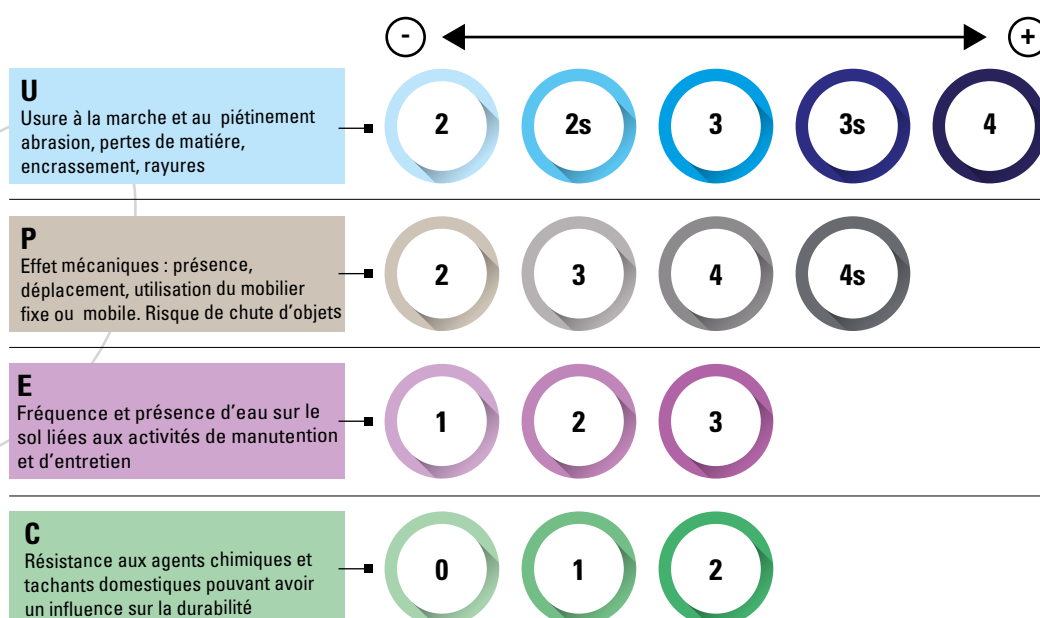 - +
U
Usure à la marche et au piétinement
abrasion, pertes de matiére,
encrassement, rayures
2 2s 3 3s 4
P
Effet mécaniques : présence,
déplacement, utilisation du mobilier
fixe ou mobile. Risque de chute d'objets
2 3 4 4s
E
Fréquence et présence d'eau sur le
sol liées aux activités de manutention
et d'entretien
1 2 3
C
Résistance aux agents chimiques et
tachants domestiques pouvant avoir
un influence sur la durabilité
0 1 2